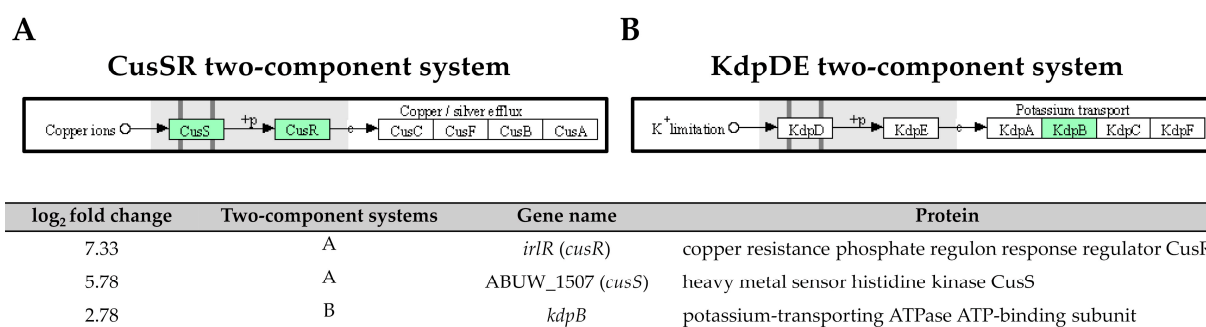 A
CusSR two-component system
Copper ions
CusS
+p
CusR
e
Copper / silver efflux
CusC CusF CusB CusA
B
KdpDE two-component system
K+ limitation
KdpD
+p
KdpE
e
Potassium transport
KdpA KdpB KdpC KdpF
log2 fold change Two-component systems Gene name Protein
7.33 A irlR (cusR) copper resistance phosphate regulon response regulator CusR
5.78 A ABUW_1507 (cusS) heavy metal sensor histidine kinase CusS
2.78 B kdpB potassium-transporting ATPase ATP-binding subunit